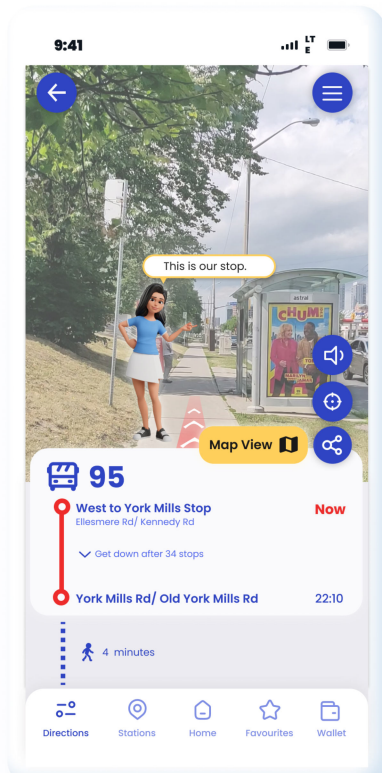 9:41
LT
E
This is our stop.
astral
CHUM!
Map View
95
West to York Mills Stop
Now
Ellesmere Rd/ Kennedy Rd
Get down after 34 stops
York Mills Rd/ Old York Mills Rd
22:10
4 minutes
Directions
Stations
Home
Favourites
Wallet